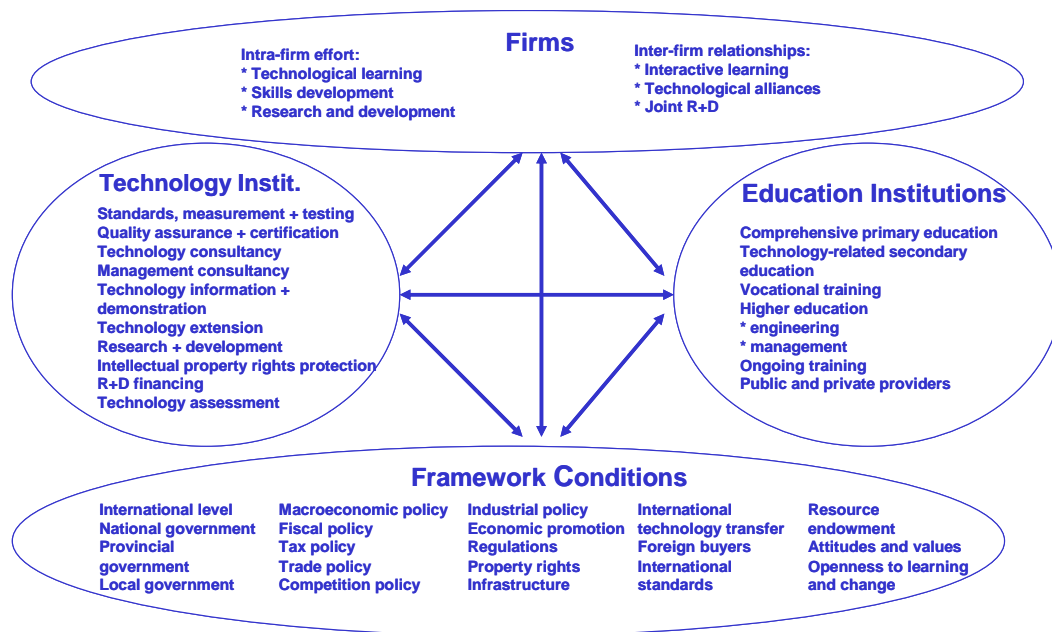 Firms
Intra-firm effort:
* Technological learning
* Skills development
* Research and development
Inter-firm relationships:
* Interactive learning
* Technological alliances
* Joint R+D
Technology Instit.
Standards, measurement + testing
Quality assurance + certification
Technology consultancy
Management consultancy
Technology information +
demonstration
Technology extension
Research + development
Intellectual property rights protection
R+D financing
Technology assessment
Education Institutions
Comprehensive primary education
Technology-related secondary
education
Vocational training
Higher education
* engineering
* management
Ongoing training
Public and private providers
Framework Conditions
International level
National government
Provincial
government
Local government
Macroeconomic policy
Fiscal policy
Tax policy
Trade policy
Competition policy
Industrial policy
Economic promotion
Regulations
Property rights
Infrastructure
International
technology transfer
Foreign buyers
International
standards
Resource
endowment
Attitudes and values
Openness to learning
and change